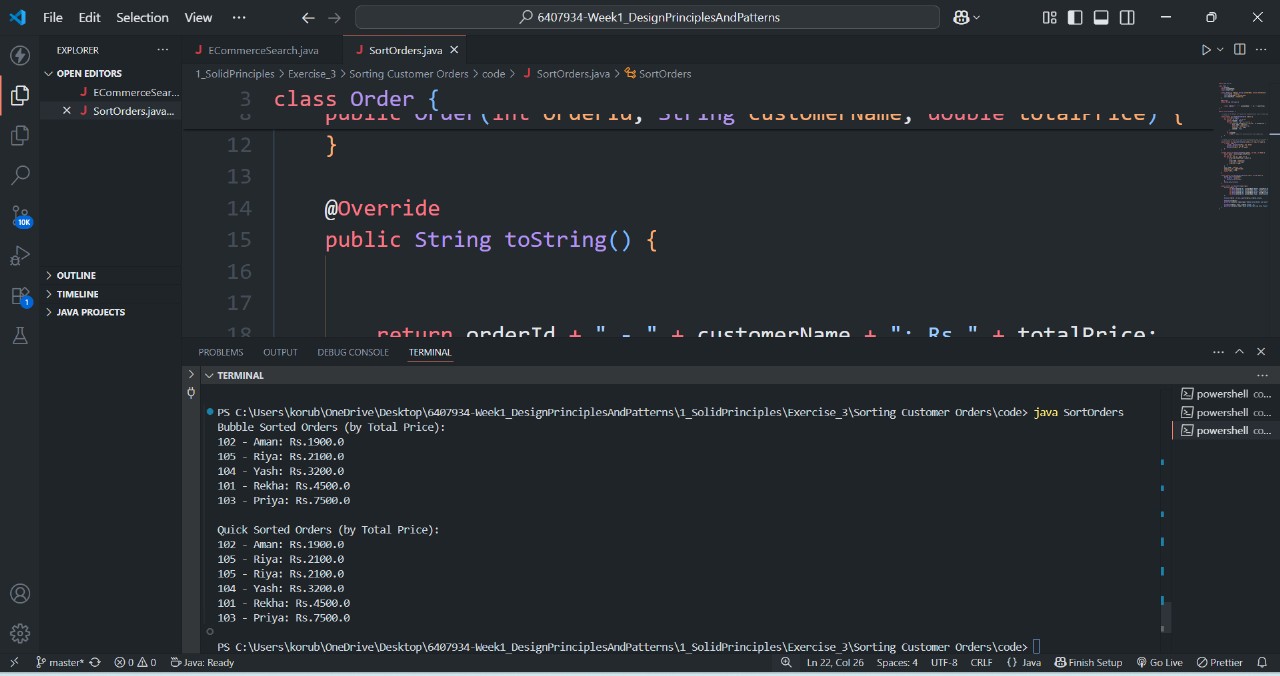 File Edit Selection View ··· 6407934-Week1_DesignPrinciplesAndPatterns
EXPLORER ···
OPEN EDITORS
ECommerceSear...
SortOrders.java...
OUTLINE
TIMELINE
JAVA PROJECTS
10K
1
ECommerceSearch.java SortOrders.java
1_SolidPrinciples > Exercise_3 > Sorting Customer Orders > code > SortOrders.java > SortOrders
3 class Order {
8 public Order(int orderId, String customerName, double totalPrice) {
12 }
13
14 @Override
15 public String toString() {
16
17
18 return orderId + " - " + customerName + ": Rs." + totalPrice;
PROBLEMS OUTPUT DEBUG CONSOLE TERMINAL
TERMINAL
PS C:\Users\korub\OneDrive\Desktop\6407934-Week1_DesignPrinciplesAndPatterns\1_SolidPrinciples\Exercise_3\Sorting Customer Orders\code> java SortOrders
Bubble Sorted Orders (by Total Price):
102 - Aman: Rs.1900.0
105 - Riya: Rs.2100.0
104 - Yash: Rs.3200.0
101 - Rekha: Rs.4500.0
103 - Priya: Rs.7500.0
Quick Sorted Orders (by Total Price):
102 - Aman: Rs.1900.0
105 - Riya: Rs.2100.0
105 - Riya: Rs.2100.0
104 - Yash: Rs.3200.0
101 - Rekha: Rs.4500.0
103 - Priya: Rs.7500.0
PS C:\Users\korub\OneDrive\Desktop\6407934-Week1_DesignPrinciplesAndPatterns\1_SolidPrinciples\Exercise_3\Sorting Customer Orders\code>
powershell co...
powershell co...
powershell co...
master* 0 0 Java: Ready Ln 22, Col 26 Spaces: 4 UTF-8 CRLF {} Java Finish Setup Go Live Prettier